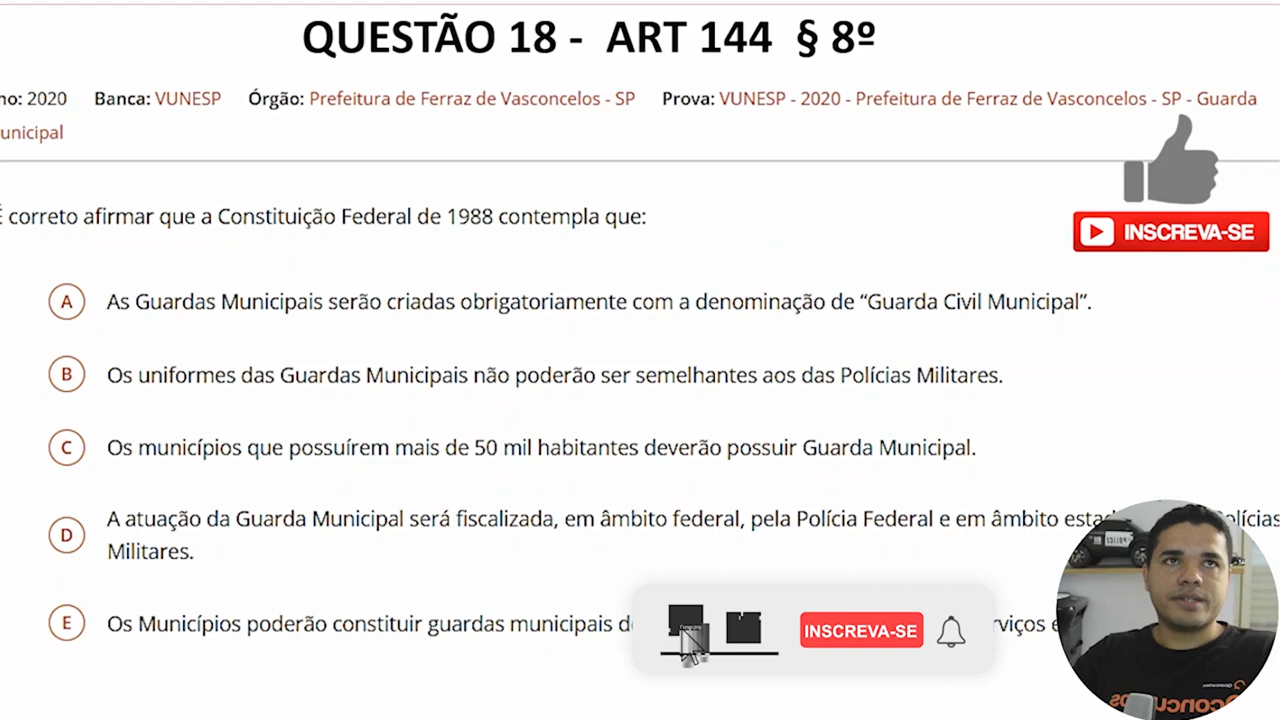 QUESTÃO 18 - ART 144 § 8º
no: 2020 Banca: VUNESP Órgão: Prefeitura de Ferraz de Vasconcelos - SP Prova: VUNESP - 2020 - Prefeitura de Ferraz de Vasconcelos - SP - Guarda
unicipal
É correto afirmar que a Constituição Federal de 1988 contempla que:
INSCREVA-SE
A As Guardas Municipais serão criadas obrigatoriamente com a denominação de “Guarda Civil Municipal”.
B Os uniformes das Guardas Municipais não poderão ser semelhantes aos das Polícias Militares.
C Os municípios que possuírem mais de 50 mil habitantes deverão possuir Guarda Municipal.
D A atuação da Guarda Municipal será fiscalizada, em âmbito federal, pela Polícia Federal e em âmbito estad olícias
Militares.
E Os Municípios poderão constituir guardas municipais d rviços e
INSCREVA-SE